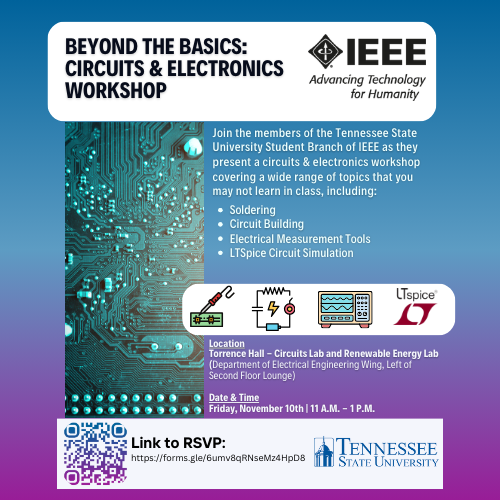 BEYOND THE BASICS:
CIRCUITS & ELECTRONICS
WORKSHOP
IEEE
Advancing Technology
for Humanity
Join the members of the Tennessee State
University Student Branch of IEEE as they
present a circuits & electronics workshop
covering a wide range of topics that you
may not learn in class, including:
• Soldering
• Circuit Building
• Electrical Measurement Tools
• LTSpice Circuit Simulation
LTspice®
Location
Torrence Hall – Circuits Lab and Renewable Energy Lab
(Department of Electrical Engineering Wing, Left of
Second Floor Lounge)
Date & Time
Friday, November 10th | 11 A.M. – 1 P.M.
Link to RSVP:
https://forms.gle/6umv8qRNseMz4HpD8
TENNESSEE
STATE UNIVERSITY